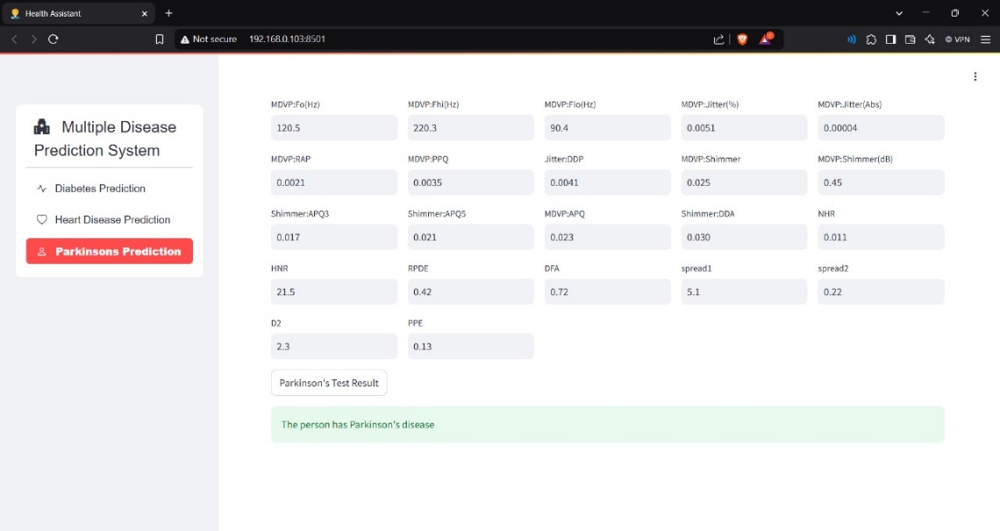 Health Assistant
Not secure 192.168.0.103:8501
VPN
Multiple Disease
Prediction System
Diabetes Prediction
Heart Disease Prediction
Parkinsons Prediction
MDVP:Fo(Hz) MDVP:Fhi(Hz) MDVP:Flo(Hz) MDVP:Jitter(%) MDVP:Jitter(Abs)
120.5 220.3 90.4 0.0051 0.00004
MDVP:RAP MDVP:PPQ Jitter:DDP MDVP:Shimmer MDVP:Shimmer(dB)
0.0021 0.0035 0.0041 0.025 0.45
Shimmer:APQ3 Shimmer:APQ5 MDVP:APQ Shimmer:DDA NHR
0.017 0.021 0.023 0.030 0.011
HNR RPDE DFA spread1 spread2
21.5 0.42 0.72 5.1 0.22
D2 PPE
2.3 0.13
Parkinson's Test Result
The person has Parkinson's disease